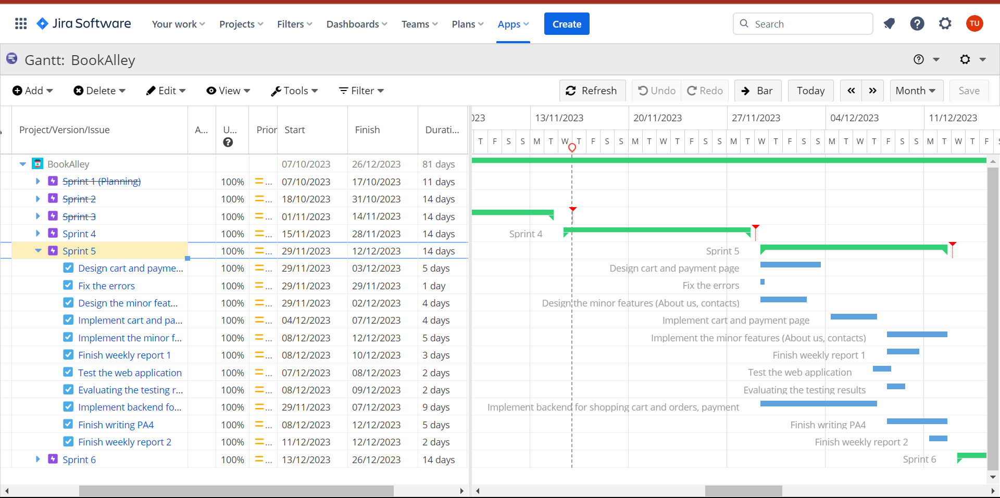 Jira Software Your work Projects Filters Dashboards Teams Plans Apps Create Search TU
Gantt: BookAlley
Add Delete Edit View Tools Filter Refresh Undo Redo Bar Today « » Month Save
Project/Version/Issue A... U... Prior Start Finish Durati...
023 13/11/2023 20/11/2023 27/11/2023 04/12/2023 11/12/2023
T F S S M T W T F S S M T W T F S S M T W T F S S M T W T F S S M T W T F S
BookAlley 07/10/2023 26/12/2023 81 days
Sprint 1 (Planning) 100% ... 07/10/2023 17/10/2023 11 days
Sprint 2 100% ... 18/10/2023 31/10/2023 14 days
Sprint 3 100% ... 01/11/2023 14/11/2023 14 days
Sprint 4 100% ... 15/11/2023 28/11/2023 14 days Sprint 4
Sprint 5 100% ... 29/11/2023 12/12/2023 14 days Sprint 5
Design cart and payme... 100% ... 29/11/2023 03/12/2023 5 days Design cart and payment page
Fix the errors 100% ... 29/11/2023 29/11/2023 1 day Fix the errors
Design the minor feat... 100% ... 29/11/2023 02/12/2023 4 days Design the minor features (About us, contacts)
Implement cart and pa... 100% ... 04/12/2023 07/12/2023 4 days Implement cart and payment page
Implement the minor f... 100% ... 08/12/2023 12/12/2023 5 days Implement the minor features (About us, contacts)
Finish weekly report 1 100% ... 08/12/2023 10/12/2023 3 days Finish weekly report 1
Test the web application 100% ... 07/12/2023 08/12/2023 2 days Test the web application
Evaluating the testing r... 100% ... 08/12/2023 09/12/2023 2 days Evaluating the testing results
Implement backend fo... 100% ... 29/11/2023 07/12/2023 9 days Implement backend for shopping cart and orders, payment
Finish writing PA4 100% ... 08/12/2023 12/12/2023 5 days Finish writing PA4
Finish weekly report 2 100% ... 11/12/2023 12/12/2023 2 days Finish weekly report 2
Sprint 6 100% ... 13/12/2023 26/12/2023 14 days Sprint 6